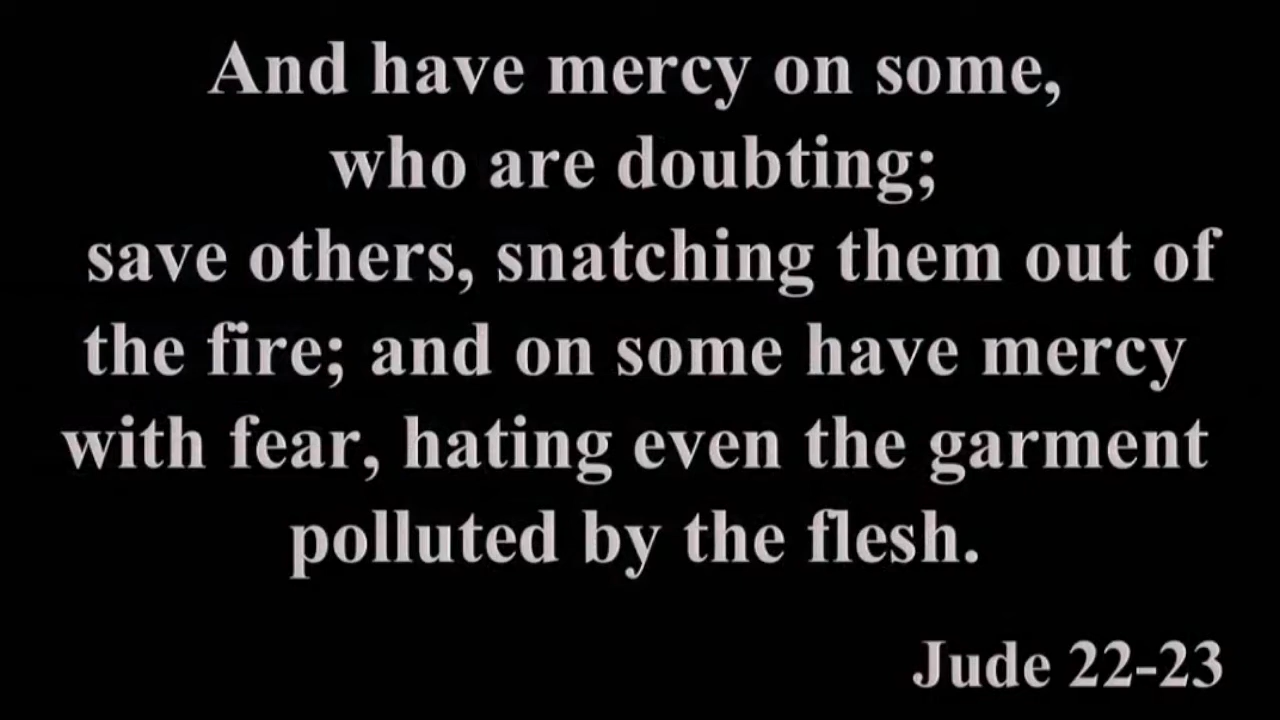 And have mercy on some,
who are doubting;
save others, snatching them out of
the fire; and on some have mercy
with fear, hating even the garment
polluted by the flesh.
Jude 22-23